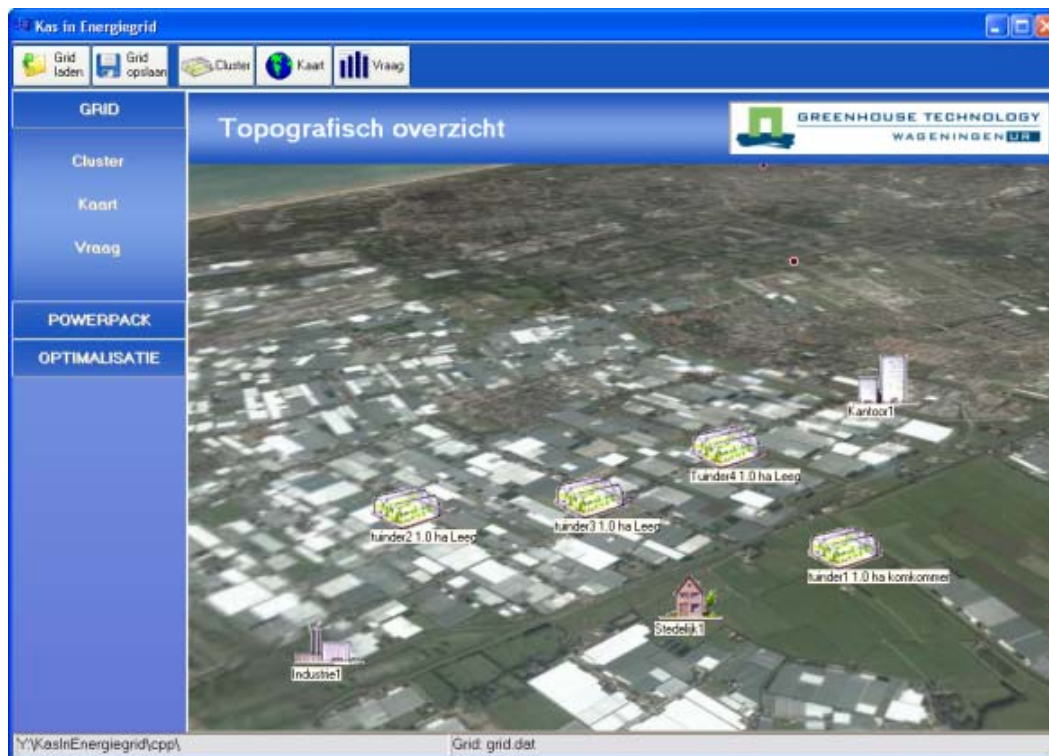 Kas in Energiegrid
Grid laden
Grid opslaan
Cluster
Kaart
Vraag
GRID
Cluster
Kaart
Vraag
POWERPACK
OPTIMALISATIE
Topografisch overzicht
GREENHOUSE TECHNOLOGY
WAGENINGEN UR
Kantoor1
Tuinder4 1.0 ha Leeg
tuinder2 1.0 ha Leeg
tuinder3 1.0 ha Leeg
tuinder1 1.0 ha komkommer
Stedelijk1
Industrie1
Y:\KasInEnergiegrid\cpp\
Grid: grid.dat